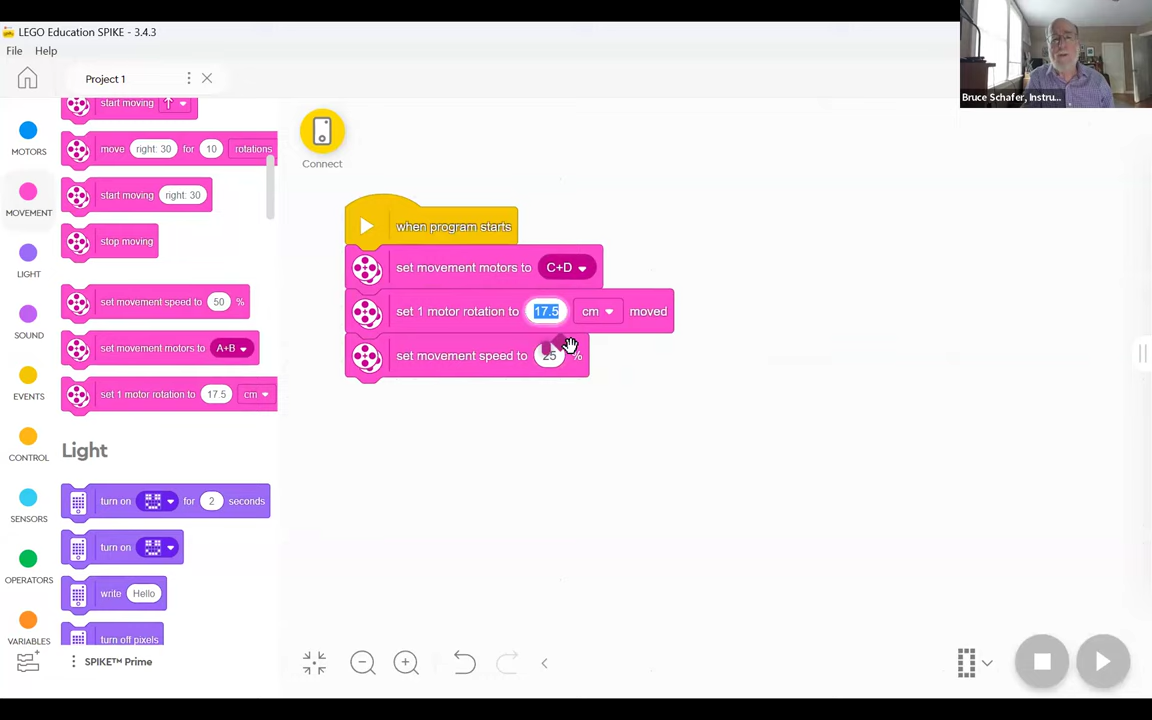 LEGO Education SPIKE - 3.4.3
File Help
Project 1
Bruce Schafer, Instru...
MOTORS
MOVEMENT
LIGHT
SOUND
EVENTS
CONTROL
SENSORS
OPERATORS
VARIABLES
start moving
move right: 30 for 10 rotations
start moving right: 30
stop moving
set movement speed to 50 %
set movement motors to A+B
set 1 motor rotation to 17.5 cm
Light
turn on for 2 seconds
turn on
write Hello
turn off pixels
SPIKE™ Prime
Connect
when program starts
set movement motors to C+D
set 1 motor rotation to 17.5 cm moved
set movement speed to 25 %